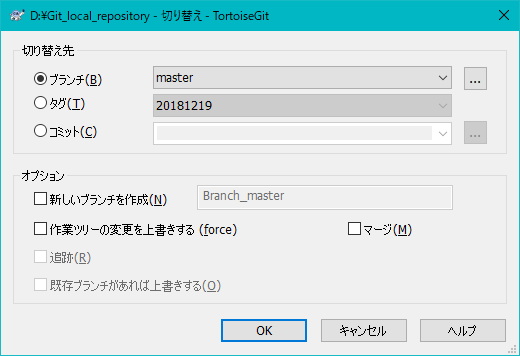 D:¥Git_local_repository - 切り替え - TortoiseGit
切り替え先
ブランチ(B) master ...
タグ(T) 20181219
コミット(C) ...
オプション
新しいブランチを作成(N) Branch_master
作業ツリーの変更を上書きする (force) マージ(M)
追跡(R)
既存ブランチがあれば上書きする(O)
OK キャンセル ヘルプ